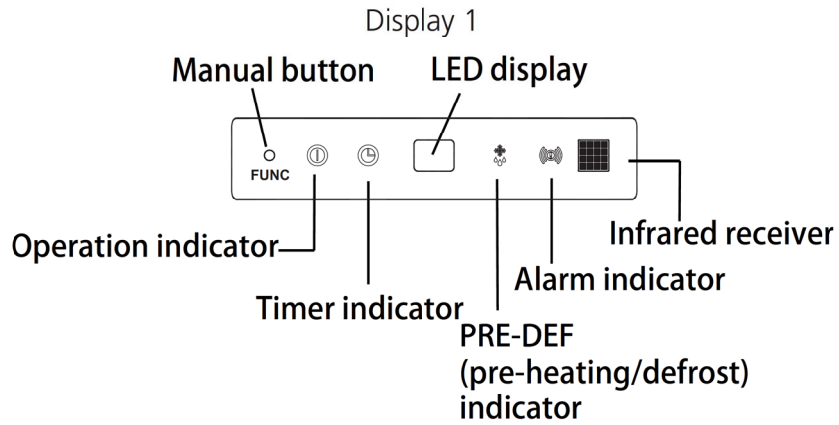 Display 1
Manual button
LED display
FUNC
Operation indicator
Infrared receiver
Alarm indicator
Timer indicator
PRE-DEF
(pre-heating/defrost)
indicator